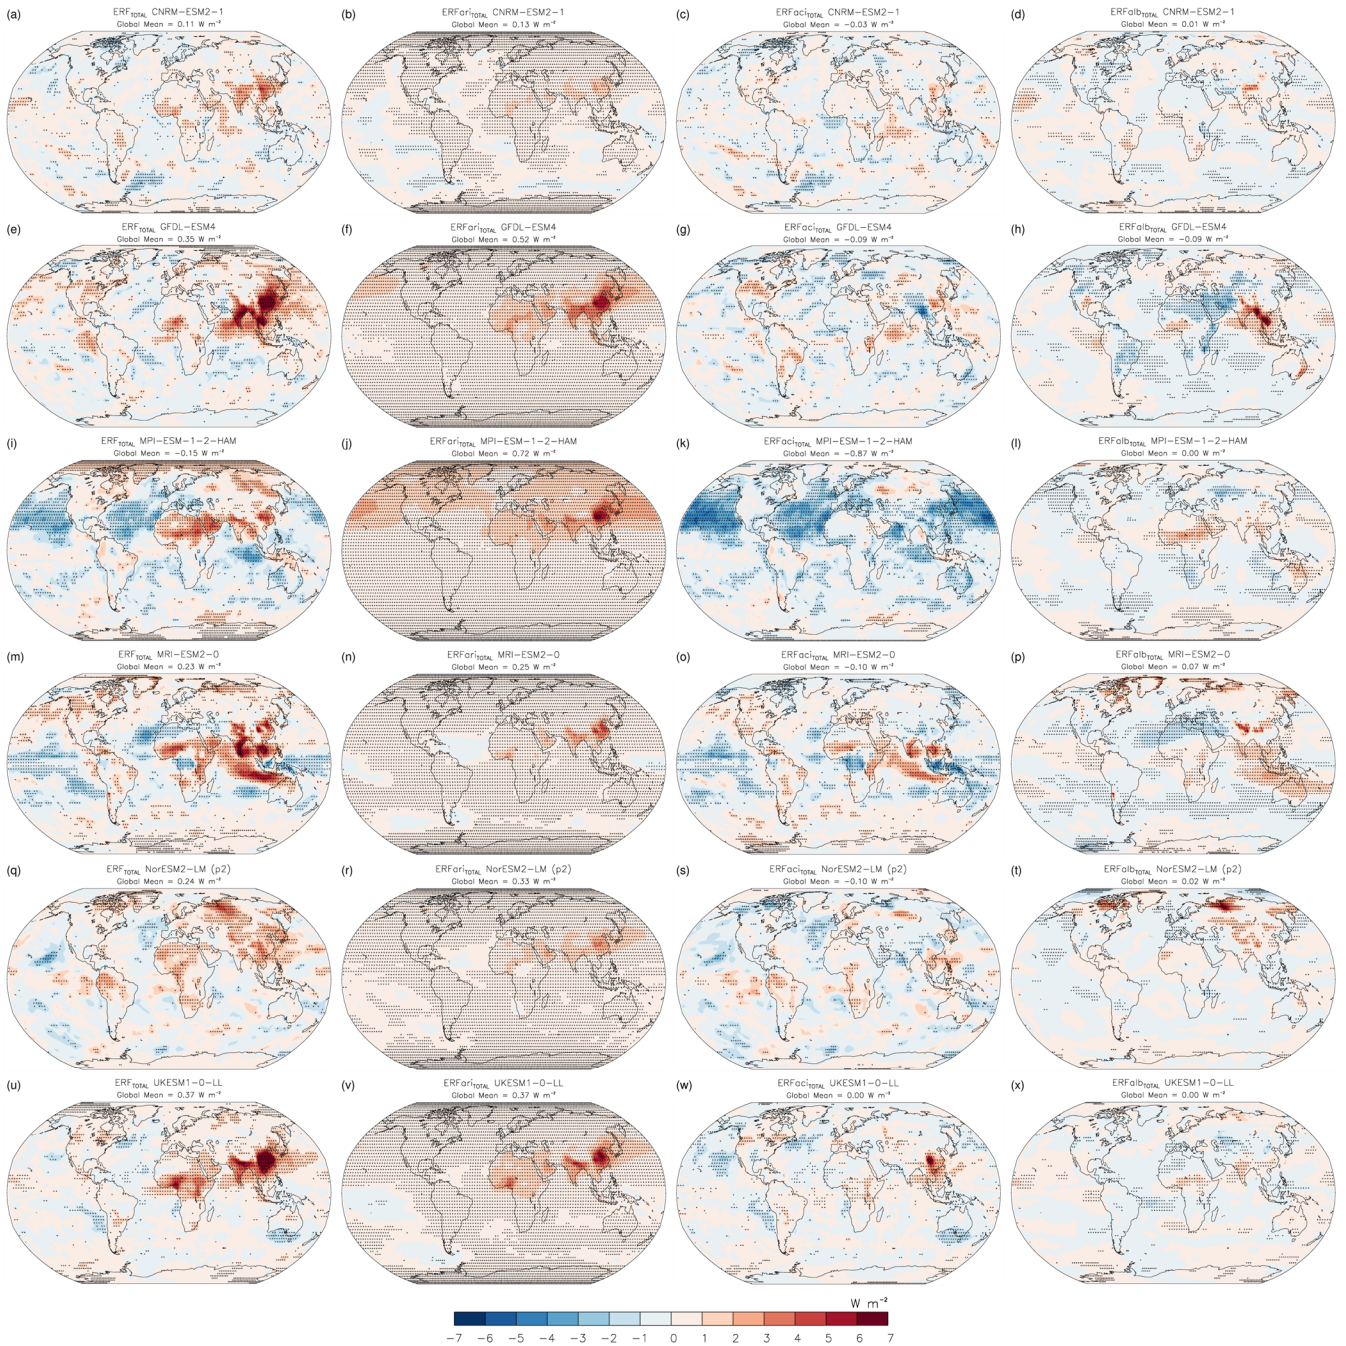 (a) ERF_TOTAL CNRM-ESM2-1
Global Mean = 0.11 W m⁻²
(b) ERFari_TOTAL CNRM-ESM2-1
Global Mean = 0.13 W m⁻²
(c) ERFaci_TOTAL CNRM-ESM2-1
Global Mean = -0.03 W m⁻²
(d) ERFalb_TOTAL CNRM-ESM2-1
Global Mean = 0.01 W m⁻²
(e) ERF_TOTAL GFDL-ESM4
Global Mean = 0.35 W m⁻²
(f) ERFari_TOTAL GFDL-ESM4
Global Mean = 0.52 W m⁻²
(g) ERFaci_TOTAL GFDL-ESM4
Global Mean = -0.09 W m⁻²
(h) ERFalb_TOTAL GFDL-ESM4
Global Mean = -0.09 W m⁻²
(i) ERF_TOTAL MPI-ESM-1-2-HAM
Global Mean = -0.15 W m⁻²
(j) ERFari_TOTAL MPI-ESM-1-2-HAM
Global Mean = 0.72 W m⁻²
(k) ERFaci_TOTAL MPI-ESM-1-2-HAM
Global Mean = -0.87 W m⁻²
(l) ERFalb_TOTAL MPI-ESM-1-2-HAM
Global Mean = 0.00 W m⁻²
(m) ERF_TOTAL MRI-ESM2-0
Global Mean = 0.23 W m⁻²
(n) ERFari_TOTAL MRI-ESM2-0
Global Mean = 0.25 W m⁻²
(o) ERFaci_TOTAL MRI-ESM2-0
Global Mean = -0.10 W m⁻²
(p) ERFalb_TOTAL MRI-ESM2-0
Global Mean = 0.07 W m⁻²
(q) ERF_TOTAL NorESM2-LM (p2)
Global Mean = 0.24 W m⁻²
(r) ERFari_TOTAL NorESM2-LM (p2)
Global Mean = 0.33 W m⁻²
(s) ERFaci_TOTAL NorESM2-LM (p2)
Global Mean = -0.10 W m⁻²
(t) ERFalb_TOTAL NorESM2-LM (p2)
Global Mean = 0.02 W m⁻²
(u) ERF_TOTAL UKESM1-0-LL
Global Mean = 0.37 W m⁻²
(v) ERFari_TOTAL UKESM1-0-LL
Global Mean = 0.37 W m⁻²
(w) ERFaci_TOTAL UKESM1-0-LL
Global Mean = 0.00 W m⁻²
(x) ERFalb_TOTAL UKESM1-0-LL
Global Mean = 0.00 W m⁻²
W m⁻²
-7 -6 -5 -4 -3 -2 -1 0 1 2 3 4 5 6 7